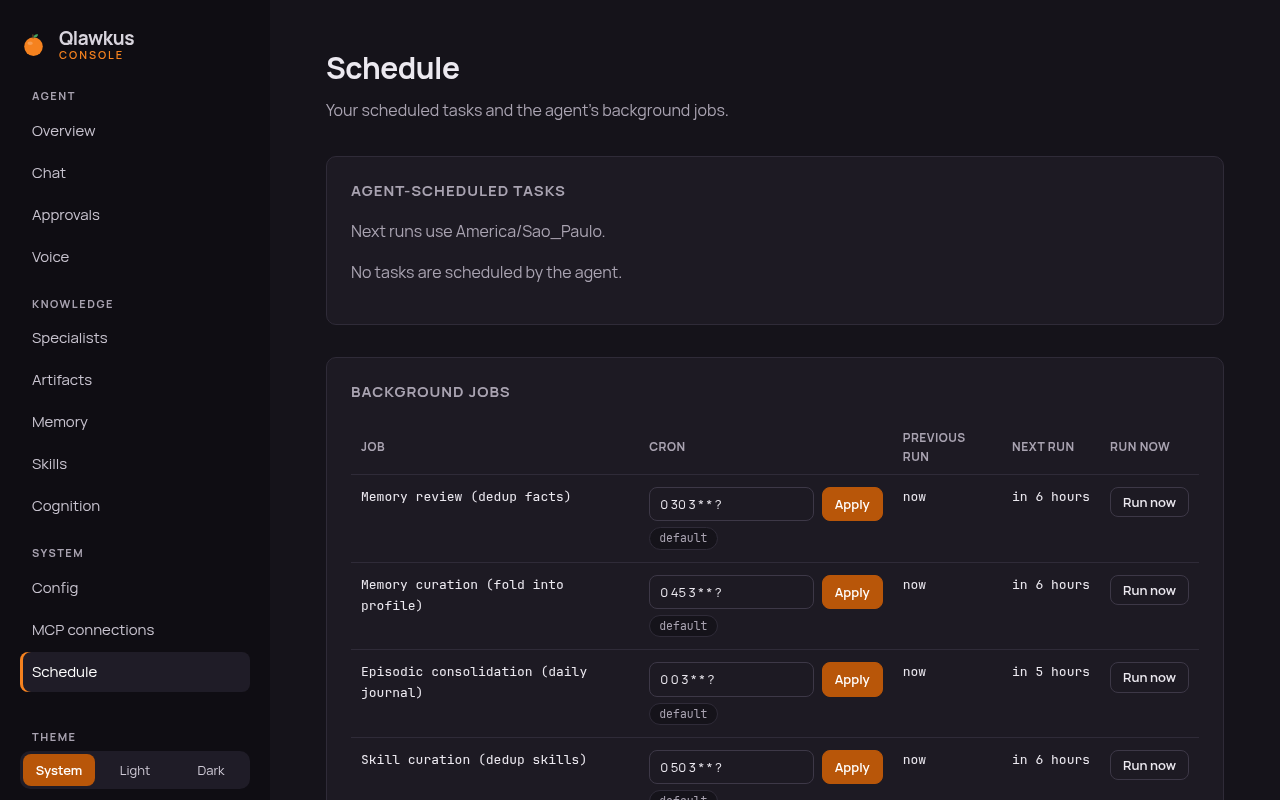 Qlawkus
CONSOLE
AGENT
Overview
Chat
Approvals
Voice
KNOWLEDGE
Specialists
Artifacts
Memory
Skills
Cognition
SYSTEM
Config
MCP connections
Schedule
THEME
System Light Dark
Schedule
Your scheduled tasks and the agent's background jobs.
AGENT-SCHEDULED TASKS
Next runs use America/Sao_Paulo.
No tasks are scheduled by the agent.
BACKGROUND JOBS
JOB CRON PREVIOUS RUN NEXT RUN RUN NOW
Memory review (dedup facts) 0 30 3 * * ? Apply now in 6 hours Run now
default
Memory curation (fold into profile) 0 45 3 * * ? Apply now in 6 hours Run now
default
Episodic consolidation (daily journal) 0 0 3 * * ? Apply now in 5 hours Run now
default
Skill curation (dedup skills) 0 50 3 * * ? Apply now in 6 hours Run now
default